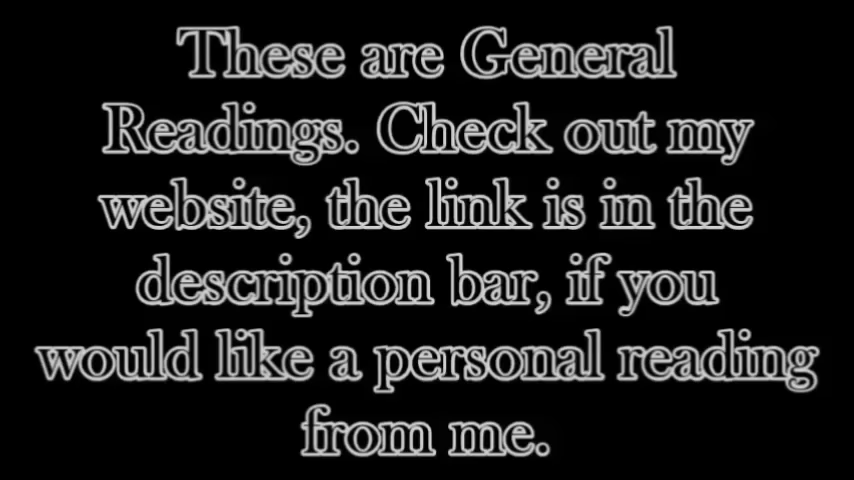 These are General
Readings. Check out my
website, the link is in the
description bar, if you
would like a personal reading
from me.